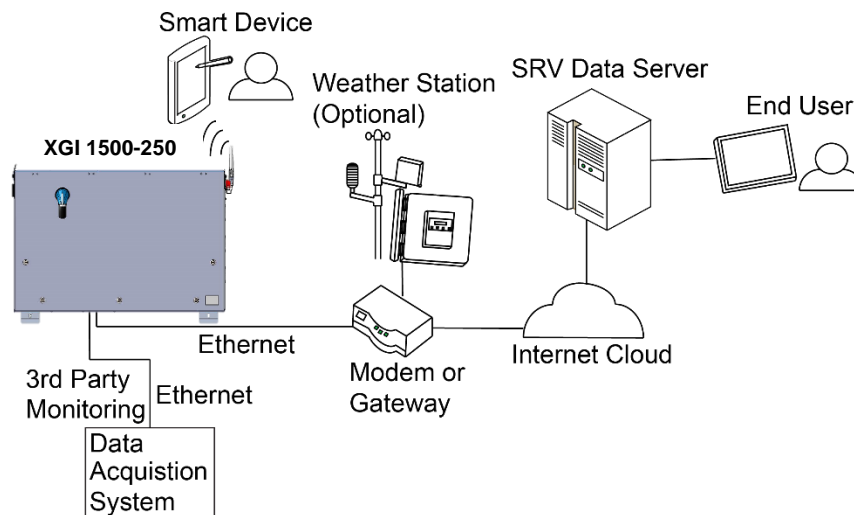 Smart Device
Weather Station
(Optional)
SRV Data Server
End User
XGI 1500-250
Ethernet
Modem or
Gateway
Internet Cloud
3rd Party
Monitoring
Ethernet
Data
Acquistion
System